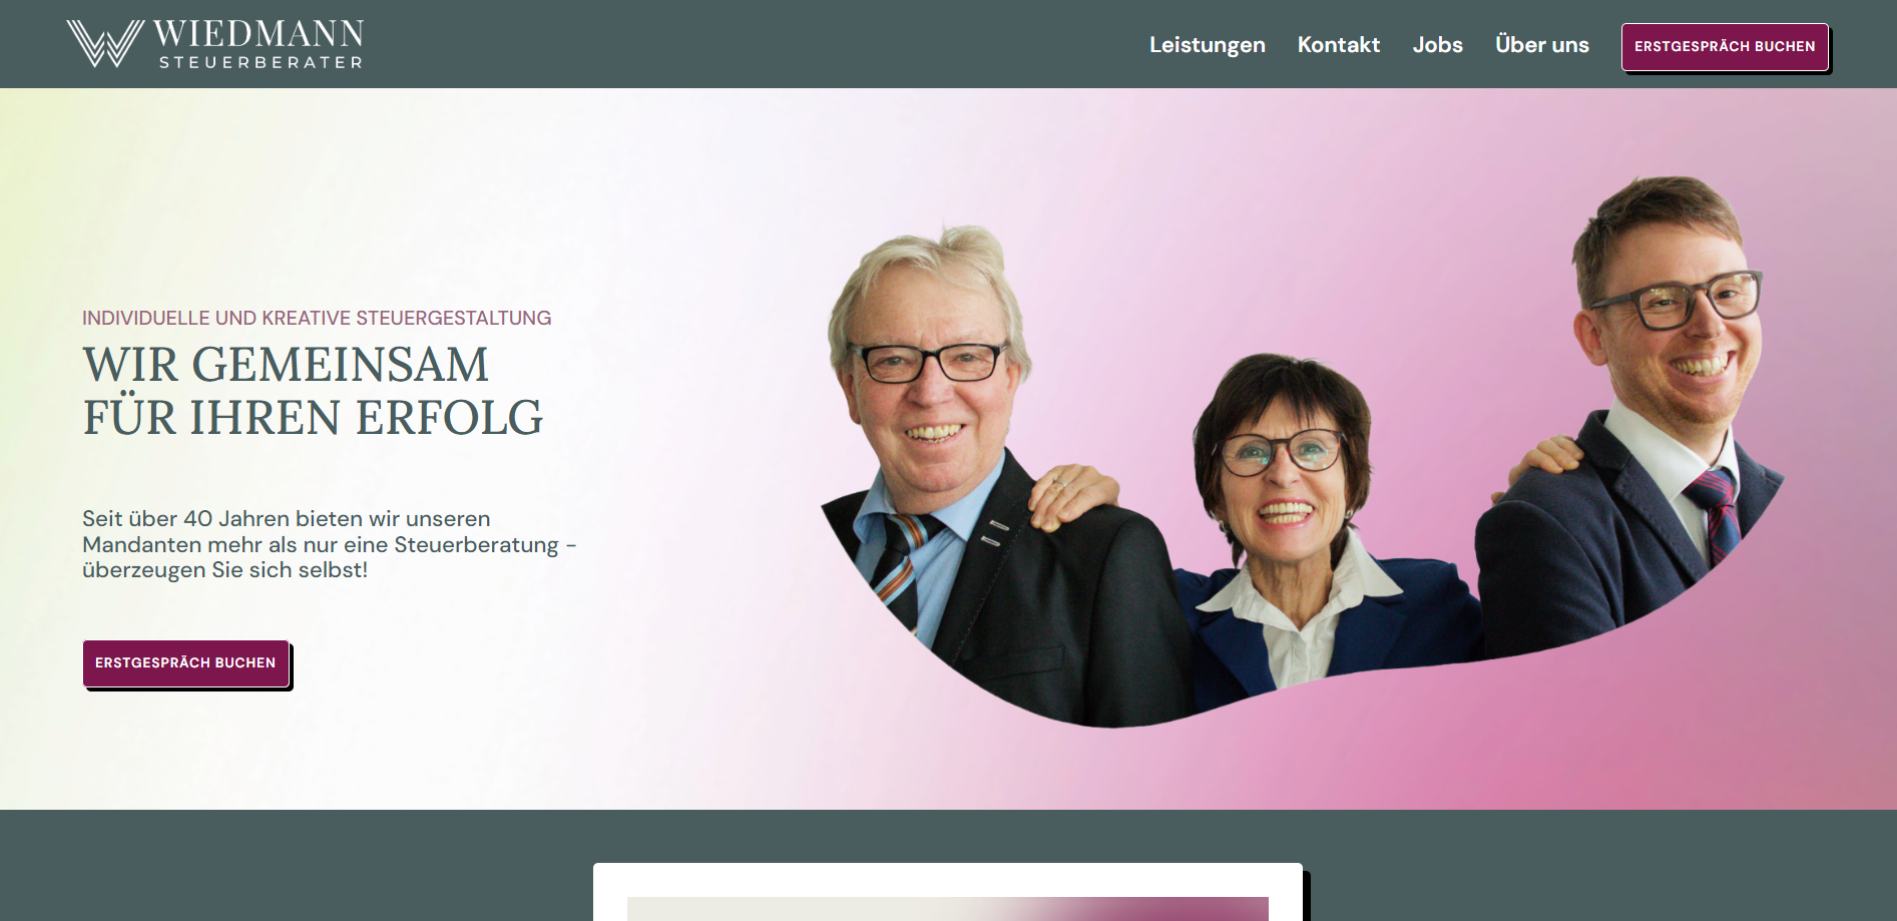 WIEDMANN
STEUERBERATER
Leistungen Kontakt Jobs Über uns ERSTGESPRÄCH BUCHEN
INDIVIDUELLE UND KREATIVE STEUERGESTALTUNG
WIR GEMEINSAM
FÜR IHREN ERFOLG
Seit über 40 Jahren bieten wir unseren
Mandanten mehr als nur eine Steuerberatung -
überzeugen Sie sich selbst!
ERSTGESPRÄCH BUCHEN